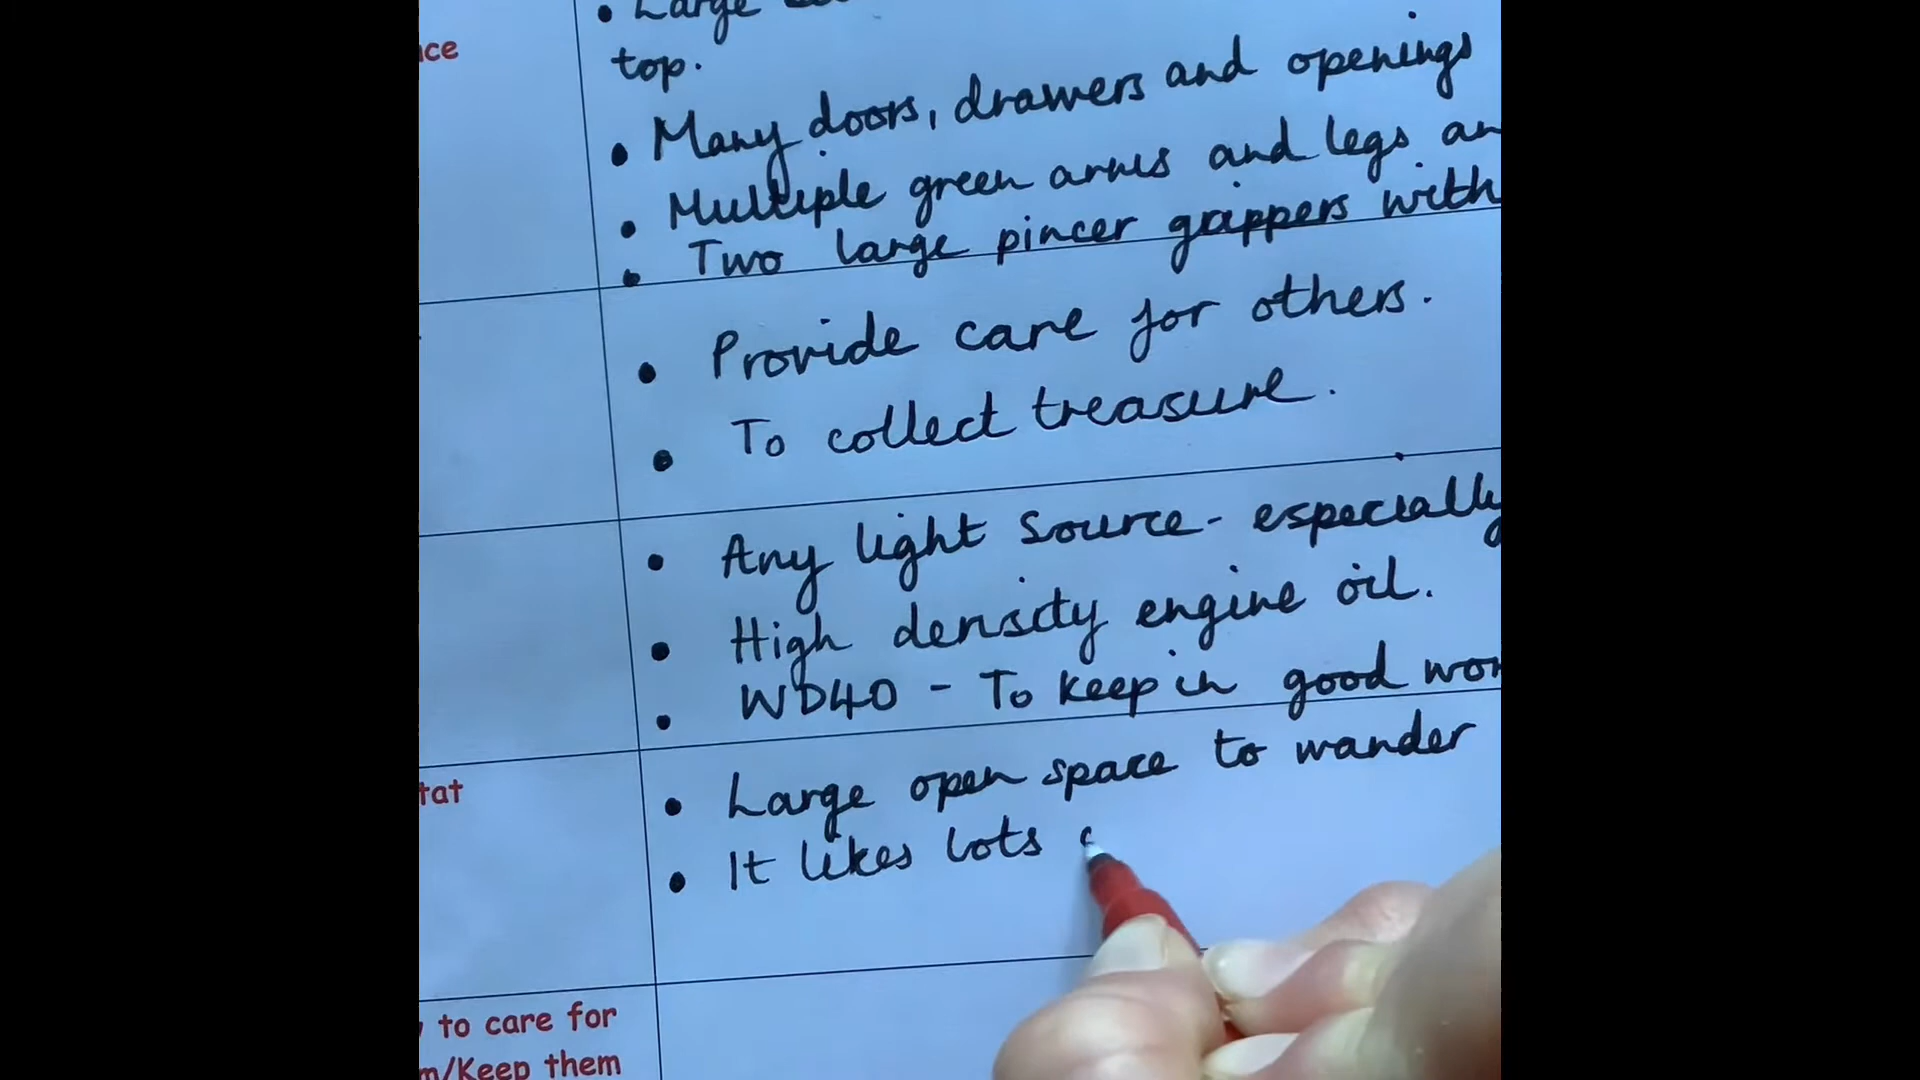 • Large
top.
• Many doors, drawers and openings
• Multiple green arms and legs an
• Two large pincer grippers with
• Provide care for others.
• To collect treasure.
• Any light source - especially
• High density engine oil.
• WD40 - To keep in good wor
tat
• Large open space to wander
• It likes lots
to care for
m/Keep them